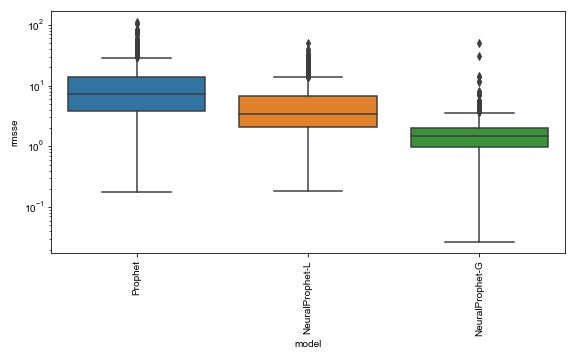 10²
10¹
10⁰
10⁻¹
rmsse
Prophet
NeuralProphet-L
NeuralProphet-G
model